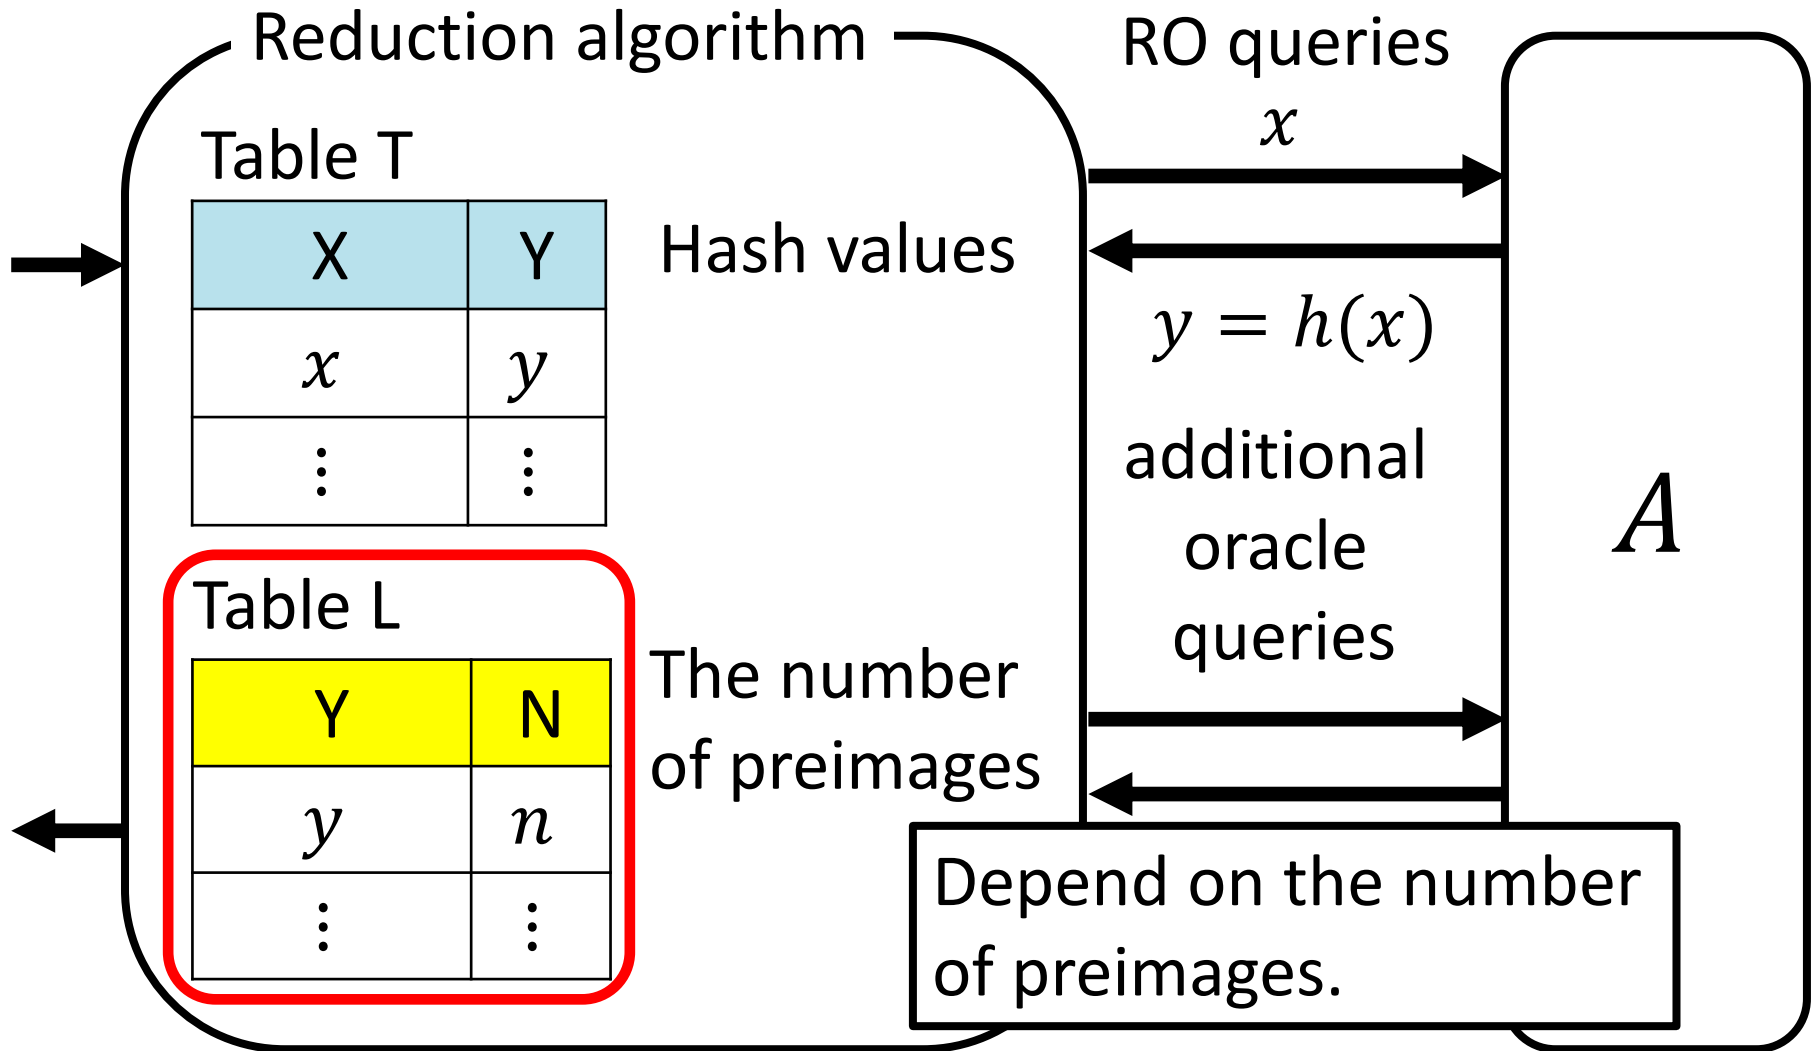 Reduction algorithm
RO queries
x
Table T
X Y
x y
⋮ ⋮
Hash values
y = h(x)
additional
oracle
queries
A
Table L
Y N
y n
⋮ ⋮
The number
of preimages
Depend on the number
of preimages.